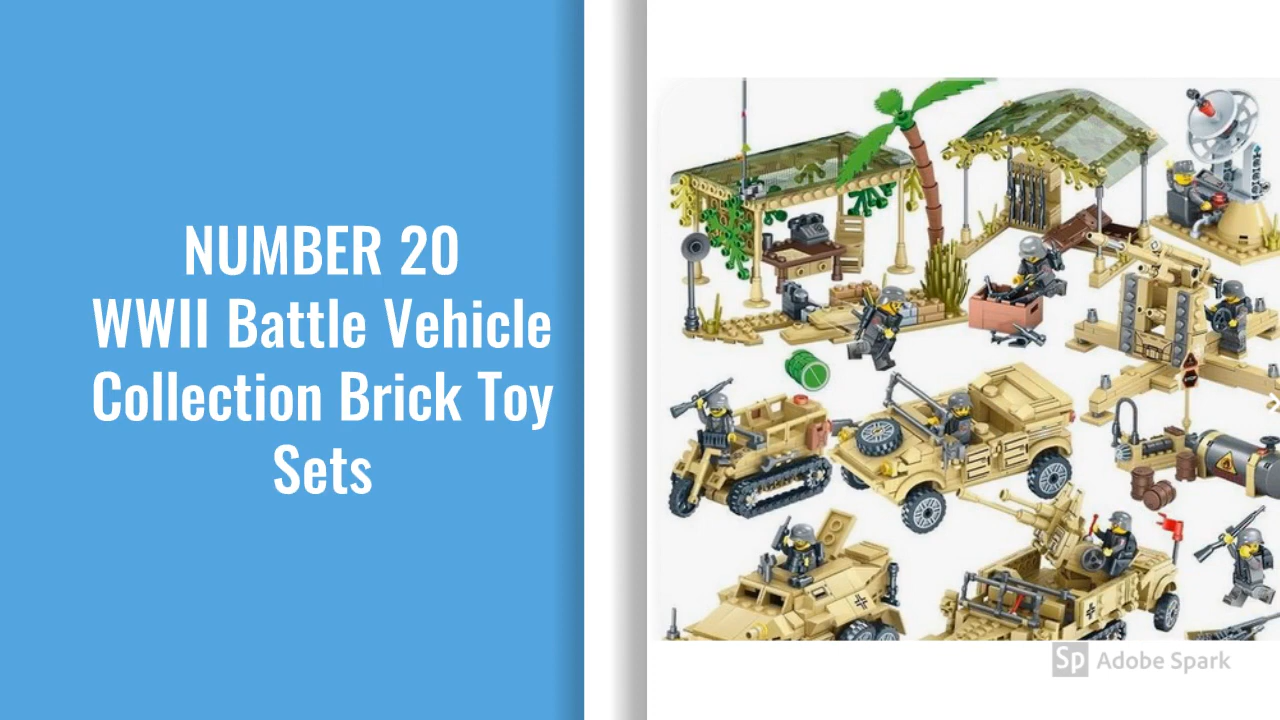 NUMBER 20
WWII Battle Vehicle
Collection Brick Toy
Sets
Sp Adobe Spark